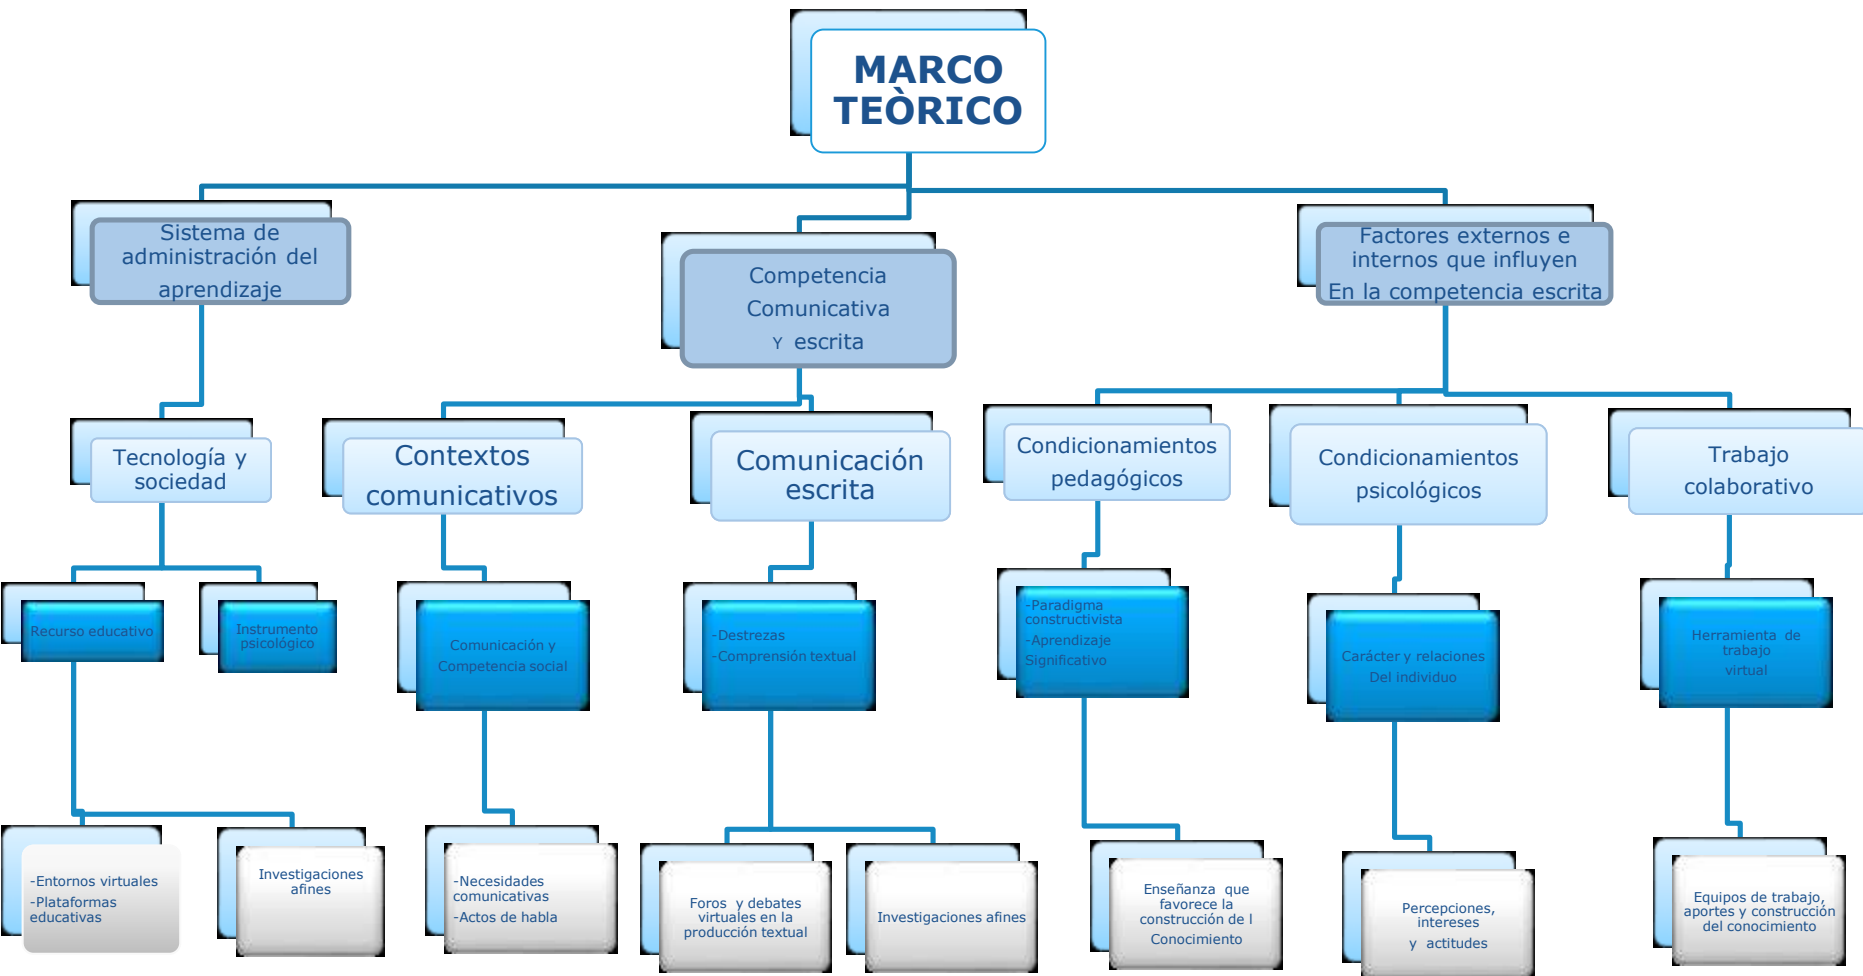 MARCO
TEÒRICO
Sistema de
administración del
aprendizaje
Competencia
Comunicativa
Y escrita
Factores externos e
internos que influyen
En la competencia escrita
Tecnología y
sociedad
Contextos
comunicativos
Comunicación
escrita
Condicionamientos
pedagógicos
Condicionamientos
psicológicos
Trabajo
colaborativo
Recurso educativo
Instrumento
psicológico
Comunicación y
Competencia social
-Destrezas
-Comprensión textual
-Paradigma
constructivista
-Aprendizaje
Significativo
Carácter y relaciones
Del individuo
Herramienta de
trabajo
virtual
-Entornos virtuales
-Plataformas
educativas
Investigaciones
afines
-Necesidades
comunicativas
-Actos de habla
Foros y debates
virtuales en la
producción textual
Investigaciones afines
Enseñanza que
favorece la
construcción de l
Conocimiento
Percepciones,
intereses
y actitudes
Equipos de trabajo,
aportes y construcción
del conocimiento